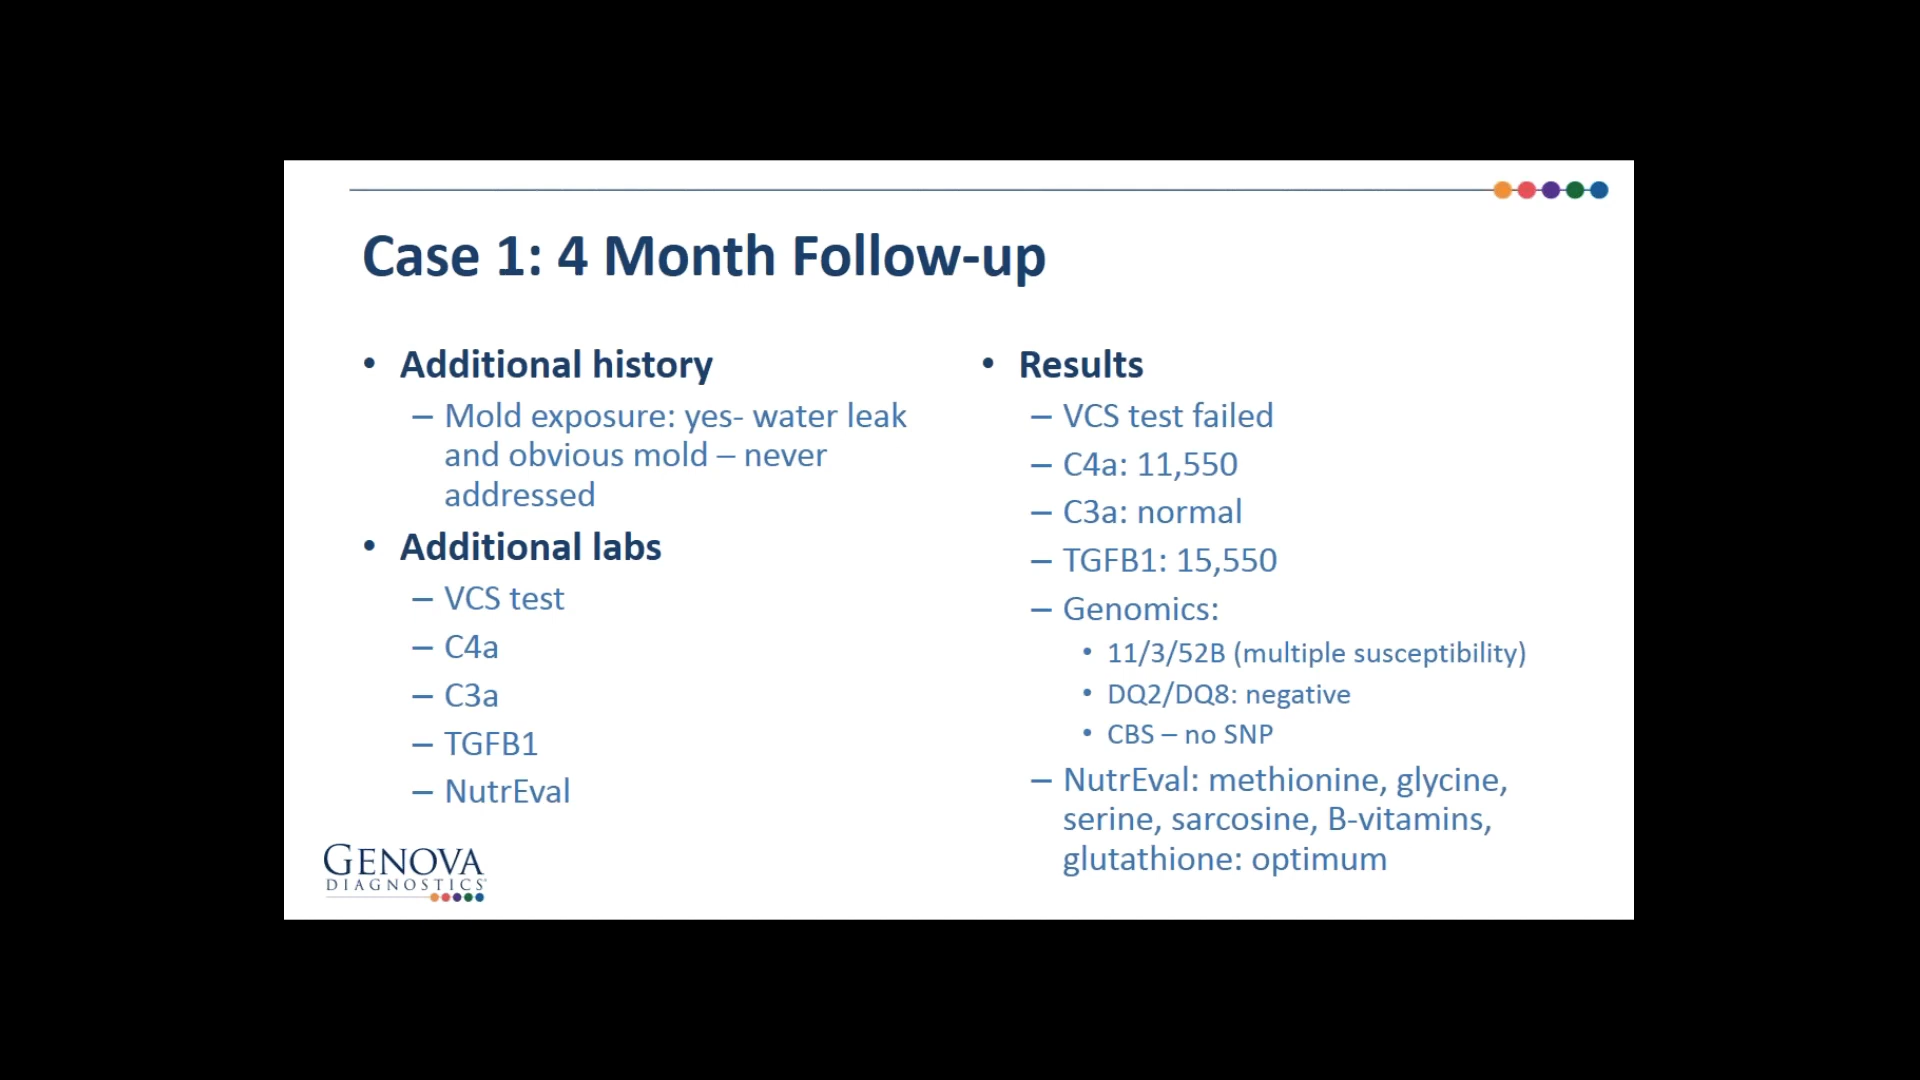 Case 1: 4 Month Follow-up
• Additional history
– Mold exposure: yes- water leak
and obvious mold – never
addressed
• Additional labs
– VCS test
– C4a
– C3a
– TGFB1
– NutrEval
• Results
– VCS test failed
– C4a: 11,550
– C3a: normal
– TGFB1: 15,550
– Genomics:
• 11/3/52B (multiple susceptibility)
• DQ2/DQ8: negative
• CBS – no SNP
– NutrEval: methionine, glycine,
serine, sarcosine, B-vitamins,
glutathione: optimum
GENOVA
DIAGNOSTICS